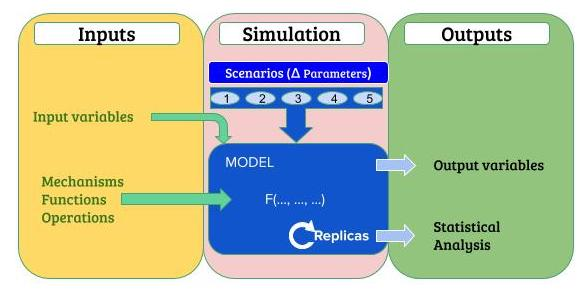 Inputs
Simulation
Outputs
Scenarios (Δ Parameters)
1 2 3 4 5
Input variables
Mechanisms
Functions
Operations
MODEL
F(..., ..., ...)
Replicas
Output variables
Statistical
Analysis